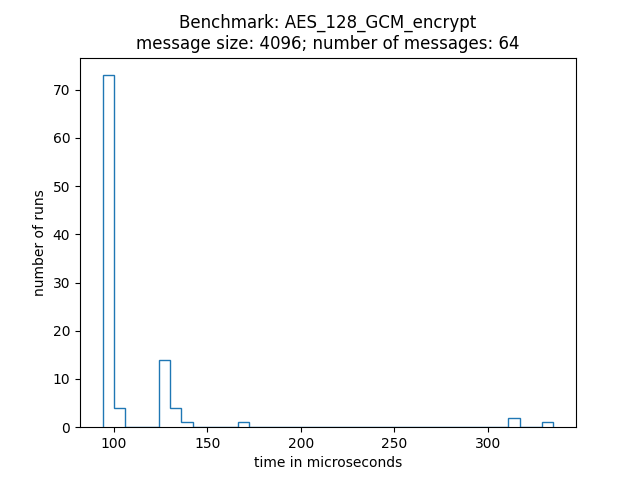 Benchmark: AES_128_GCM_encrypt
message size: 4096; number of messages: 64
number of runs
70
60
50
40
30
20
10
0
100 150 200 250 300
time in microseconds